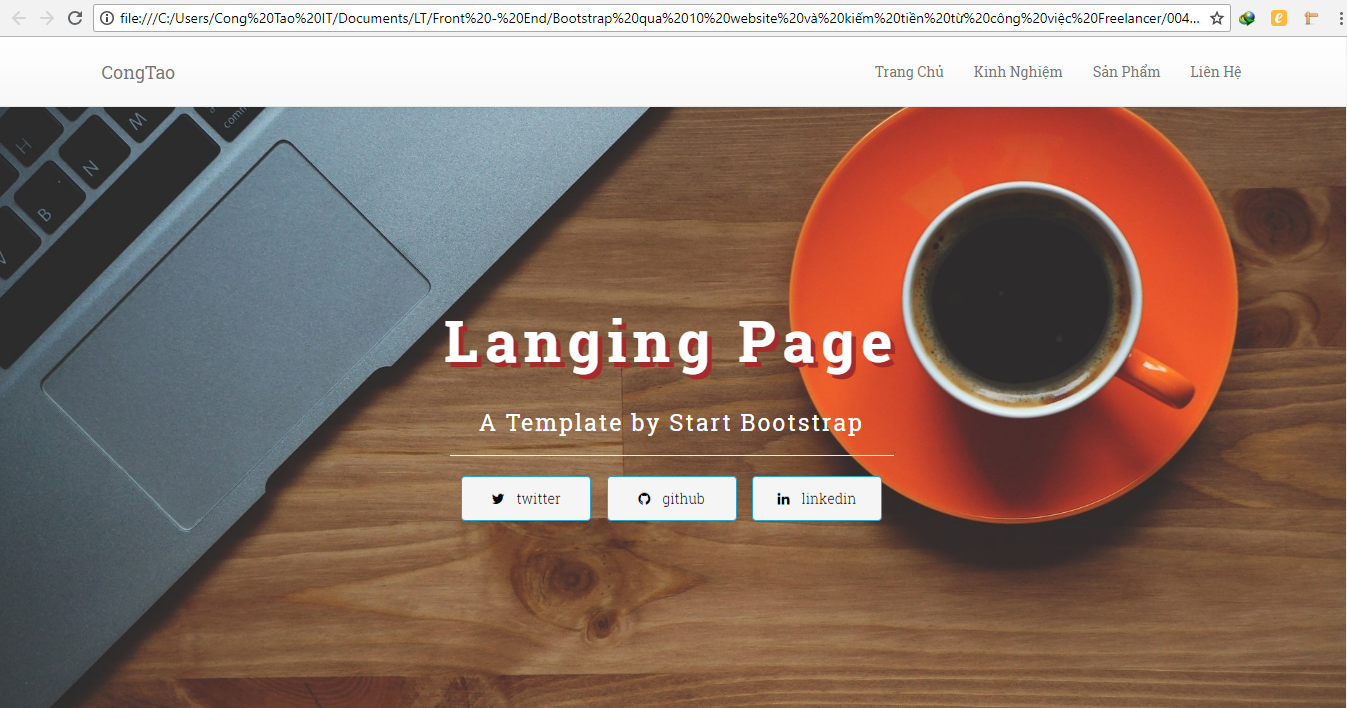 file:///C:/Users/Cong%20Tao%20IT/Documents/LT/Front%20-%20End/Bootstrap%20qua%2010%20website%20và%20kiếm%20tiền%20từ%20công%20việc%20Freelancer/004...
CongTao
Trang Chủ
Kinh Nghiệm
Sản Phẩm
Liên Hệ
H
M
comm
N
B
V
Langing Page
A Template by Start Bootstrap
twitter
github
linkedin